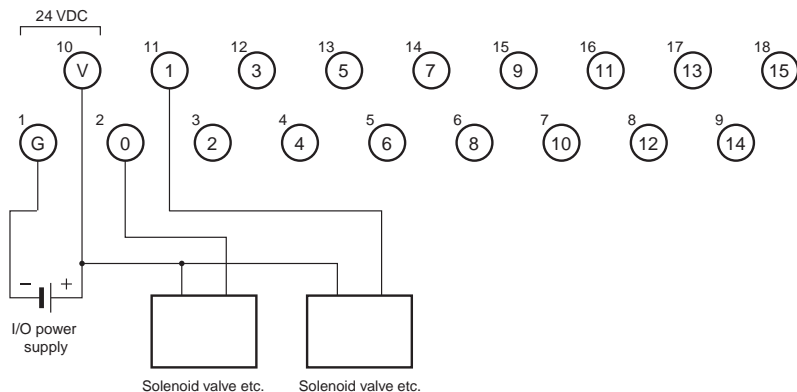 24 VDC
10 11 12 13 14 15 16 17 18
V 1 3 5 7 9 11 13 15
1 2 3 4 5 6 7 8 9
G 0 2 4 6 8 10 12 14
− +
I/O power
supply
Solenoid valve etc. Solenoid valve etc.